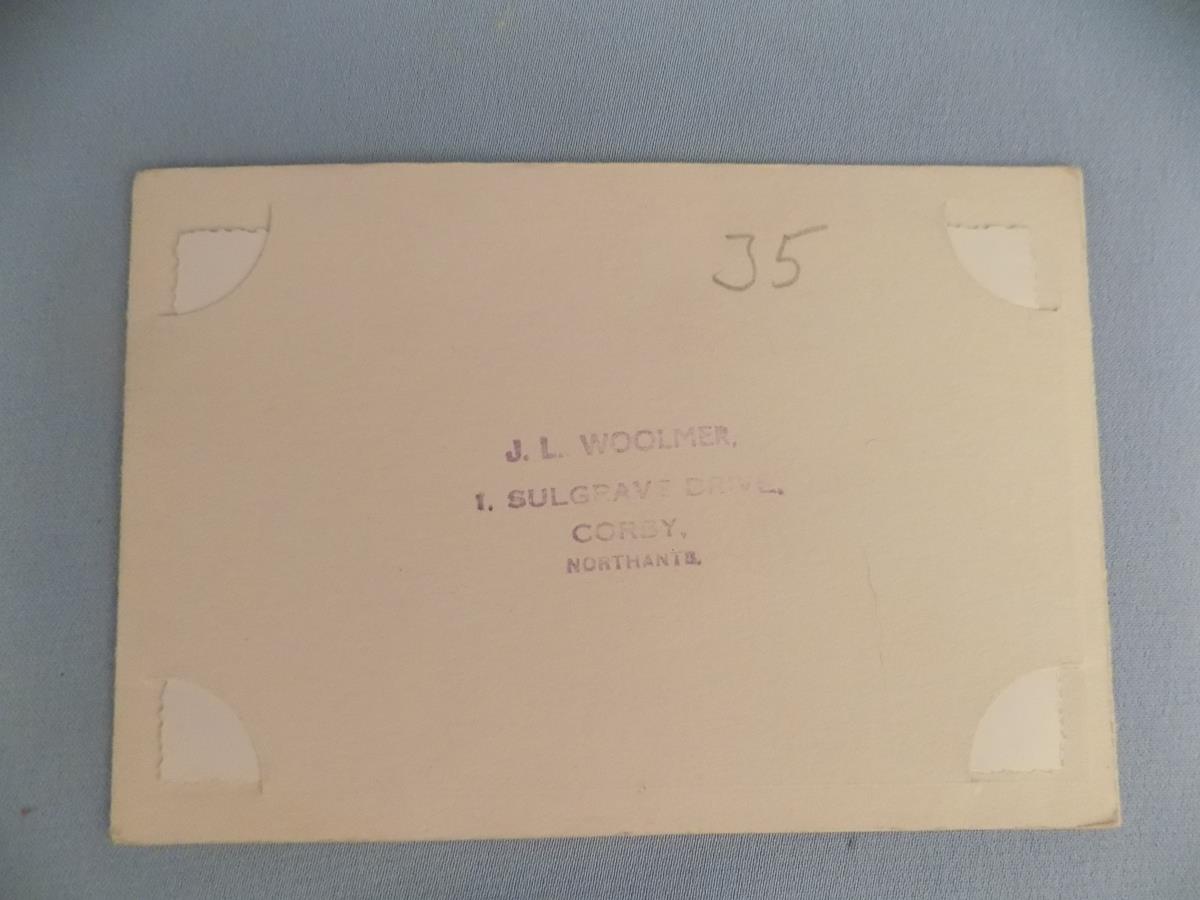 35
J. L. WOOLMER,
1. SULGRAVE DRIVE,
CORBY,
NORTHANTS.